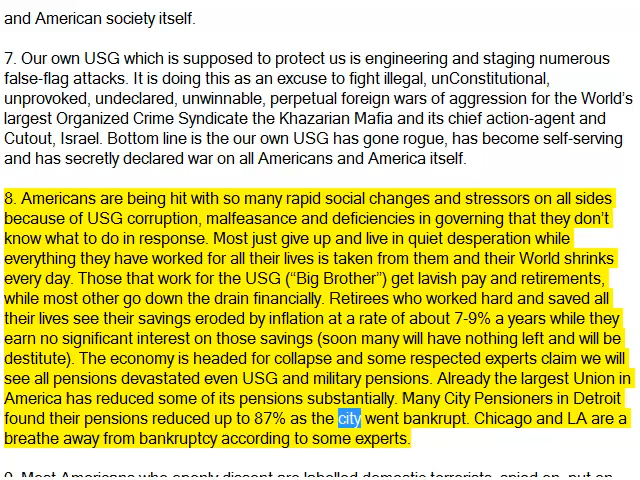 and American society itself.
7. Our own USG which is supposed to protect us is engineering and staging numerous
false-flag attacks. It is doing this as an excuse to fight illegal, unConstitutional,
unprovoked, undeclared, unwinnable, perpetual foreign wars of aggression for the World’s
largest Organized Crime Syndicate the Khazarian Mafia and its chief action-agent and
Cutout, Israel. Bottom line is the our own USG has gone rogue, has become self-serving
and has secretly declared war on all Americans and America itself.
8. Americans are being hit with so many rapid social changes and stressors on all sides
because of USG corruption, malfeasance and deficiencies in governing that they don’t
know what to do in response. Most just give up and live in quiet desperation while
everything they have worked for all their lives is taken from them and their World shrinks
every day. Those that work for the USG (“Big Brother”) get lavish pay and retirements,
while most other go down the drain financially. Retirees who worked hard and saved all
their lives see their savings eroded by inflation at a rate of about 7-9% a years while they
earn no significant interest on those savings (soon many will have nothing left and will be
destitute). The economy is headed for collapse and some respected experts claim we will
see all pensions devastated even USG and military pensions. Already the largest Union in
America has reduced some of its pensions substantially. Many City Pensioners in Detroit
found their pensions reduced up to 87% as the city went bankrupt. Chicago and LA are a
breathe away from bankruptcy according to some experts.
9. Most Americans who openly dissent are labelled domestic terrorists, spied on, put on